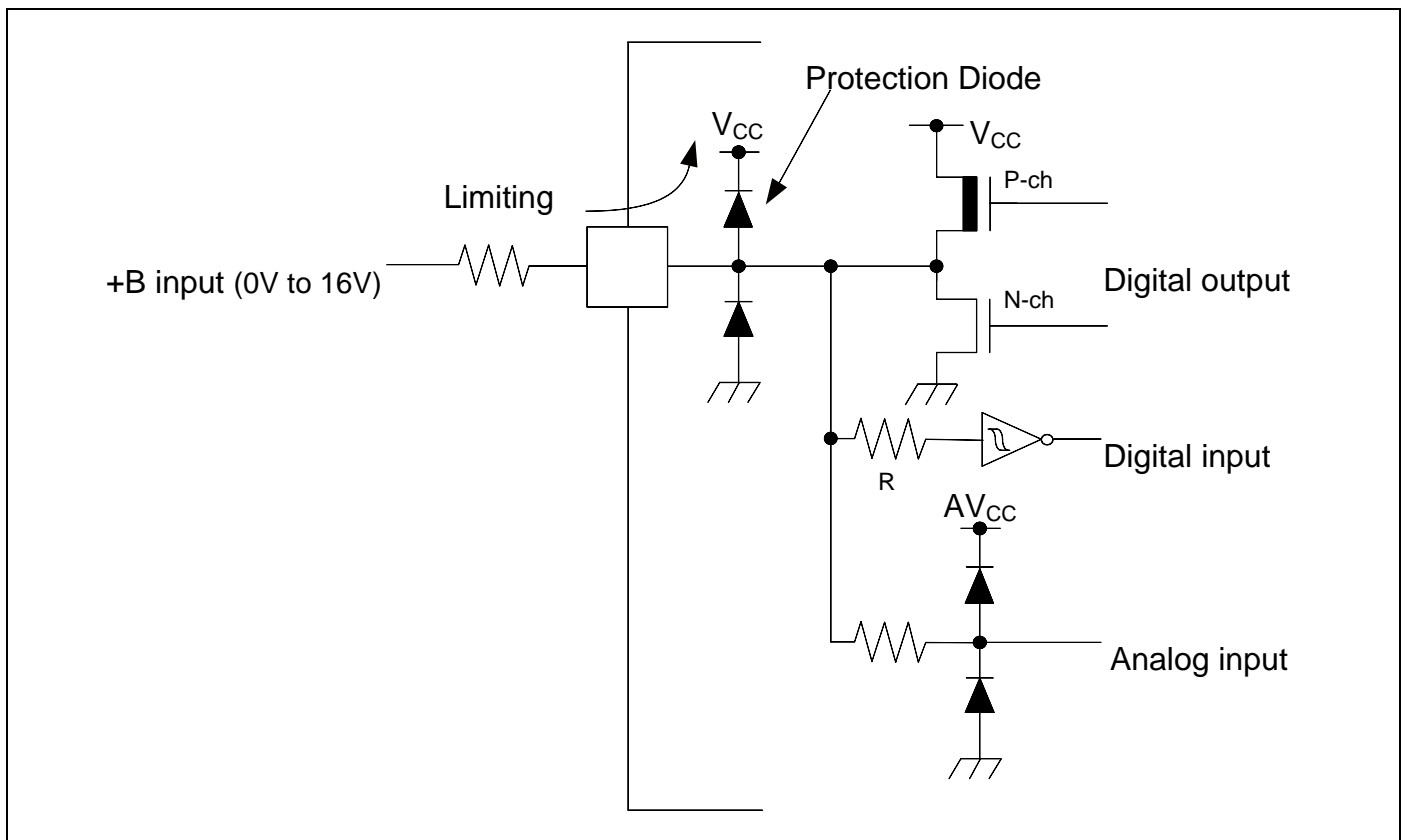 Protection Diode
VCC
VCC
P-ch
Limiting
+B input (0V to 16V)
Digital output
N-ch
Digital input
R
AVCC
Analog input